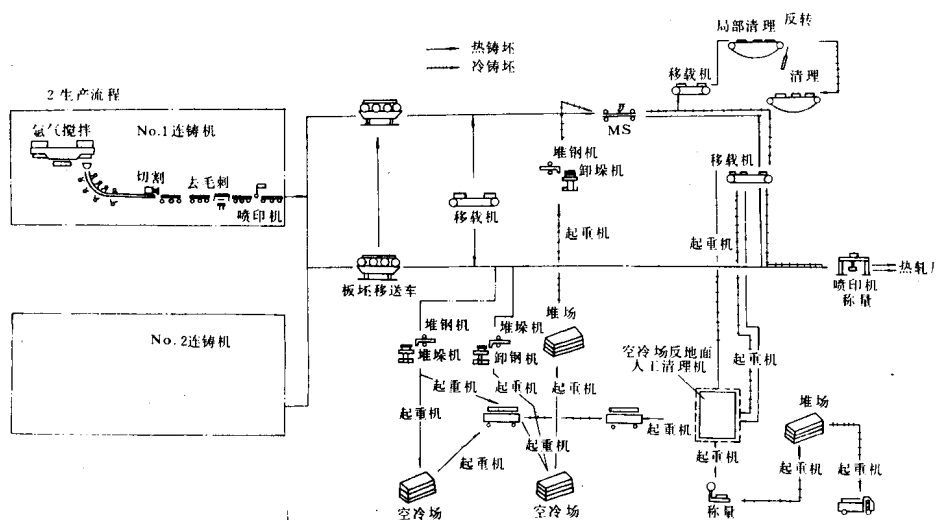 局部清理
反转
热铸坯
冷铸坯
移载机
清理
2 生产流程
氩气搅拌
No.1连铸机
MS
切割
去毛刺
喷印机
堆钢机
卸垛机
移载机
移载机
起重机
起重机
热轧厂
喷印机
称量
板坯移送车
No.2连铸机
堆钢机
堆垛机
堆垛机
卸钢机
堆场
空冷场反地面
人工清理机
起重机
起重机
起重机
起重机
起重机
堆场
起重机
起重机
起重机
起重机
起重机
起重机
空冷场
空冷场
称量